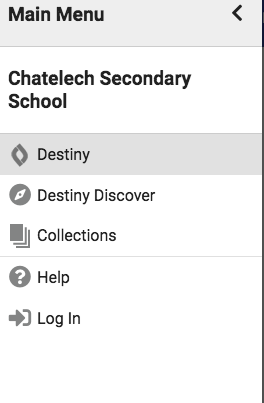 Main Menu
Chatelech Secondary
School
Destiny
Destiny Discover
Collections
Help
Log In